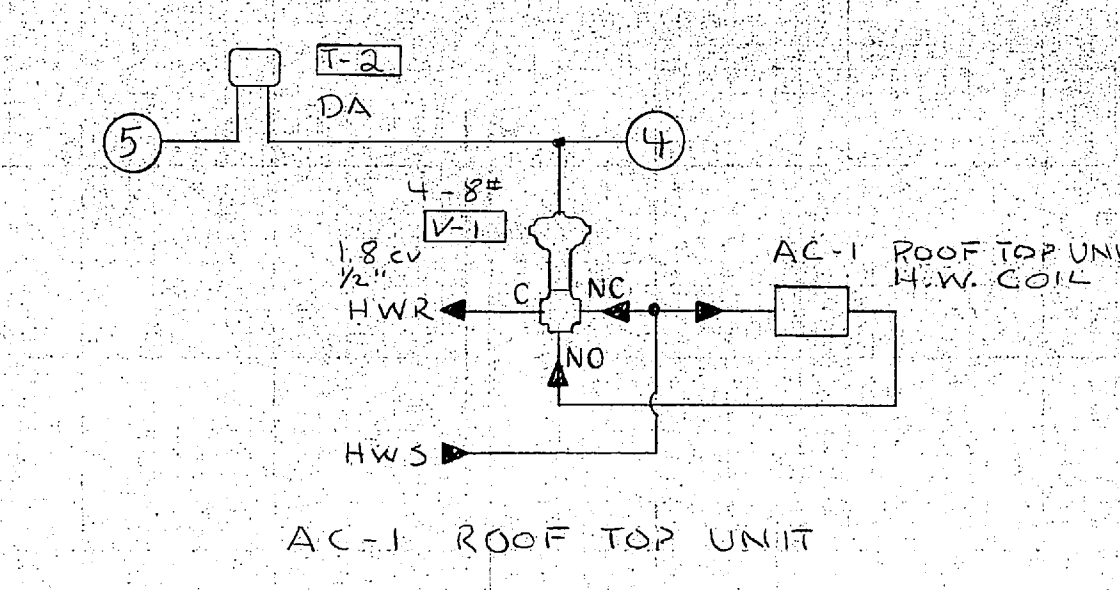 T-2
DA
5
4
4-8#
V-1
1.8 cv
1/2"
HWR
C
NC
NO
AC-1 ROOF TOP UNI
H.W. COIL
HWS
AC-1 ROOF TOP UNIT